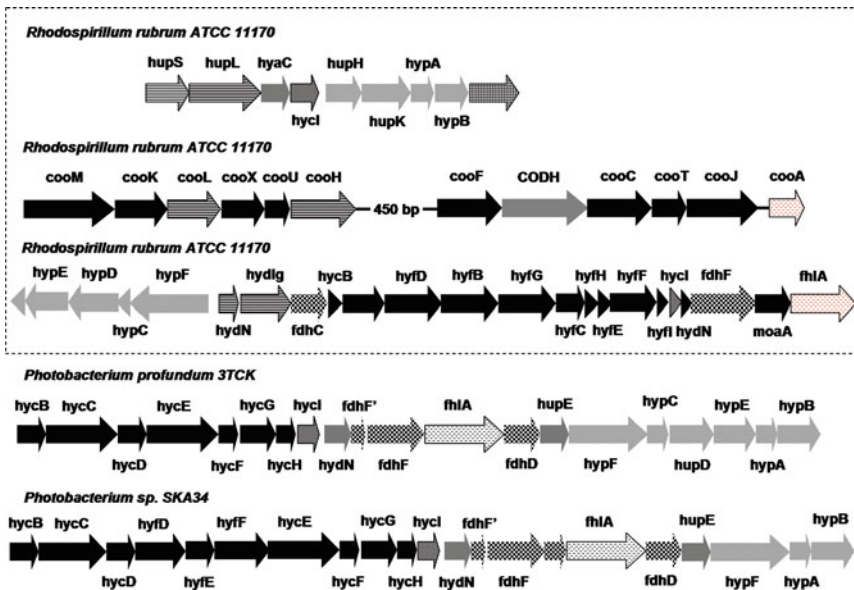 Rhodospirillum rubrum ATCC 11170
hupS hupL hyaC hupH hypA
hycI hupK hypB
Rhodospirillum rubrum ATCC 11170
cooM cooK cooL cooX cooU cooH cooF CODH cooC cooT cooJ cooA
450 bp
Rhodospirillum rubrum ATCC 11170
hypE hypD hypF hydIg hycB hyfD hyfB hyfG hyfH hyfF hycI fdhF fhlA
hypC hydN fdhC hyfC hyfE hyfI hydN moaA
Photobacterium profundum 3TCK
hycB hycC hycE hycG hycI fdhF' fhlA hupE hypC hypE hypB
hycD hycF hycH hydN fdhF fdhD hypF hupD hypA
Photobacterium sp. SKA34
hycB hycC hyfD hyfF hycE hycG hycI fdhF' fhlA hupE hypB
hycD hyfE hycF hycH hydN fdhF fdhD hypF hypA